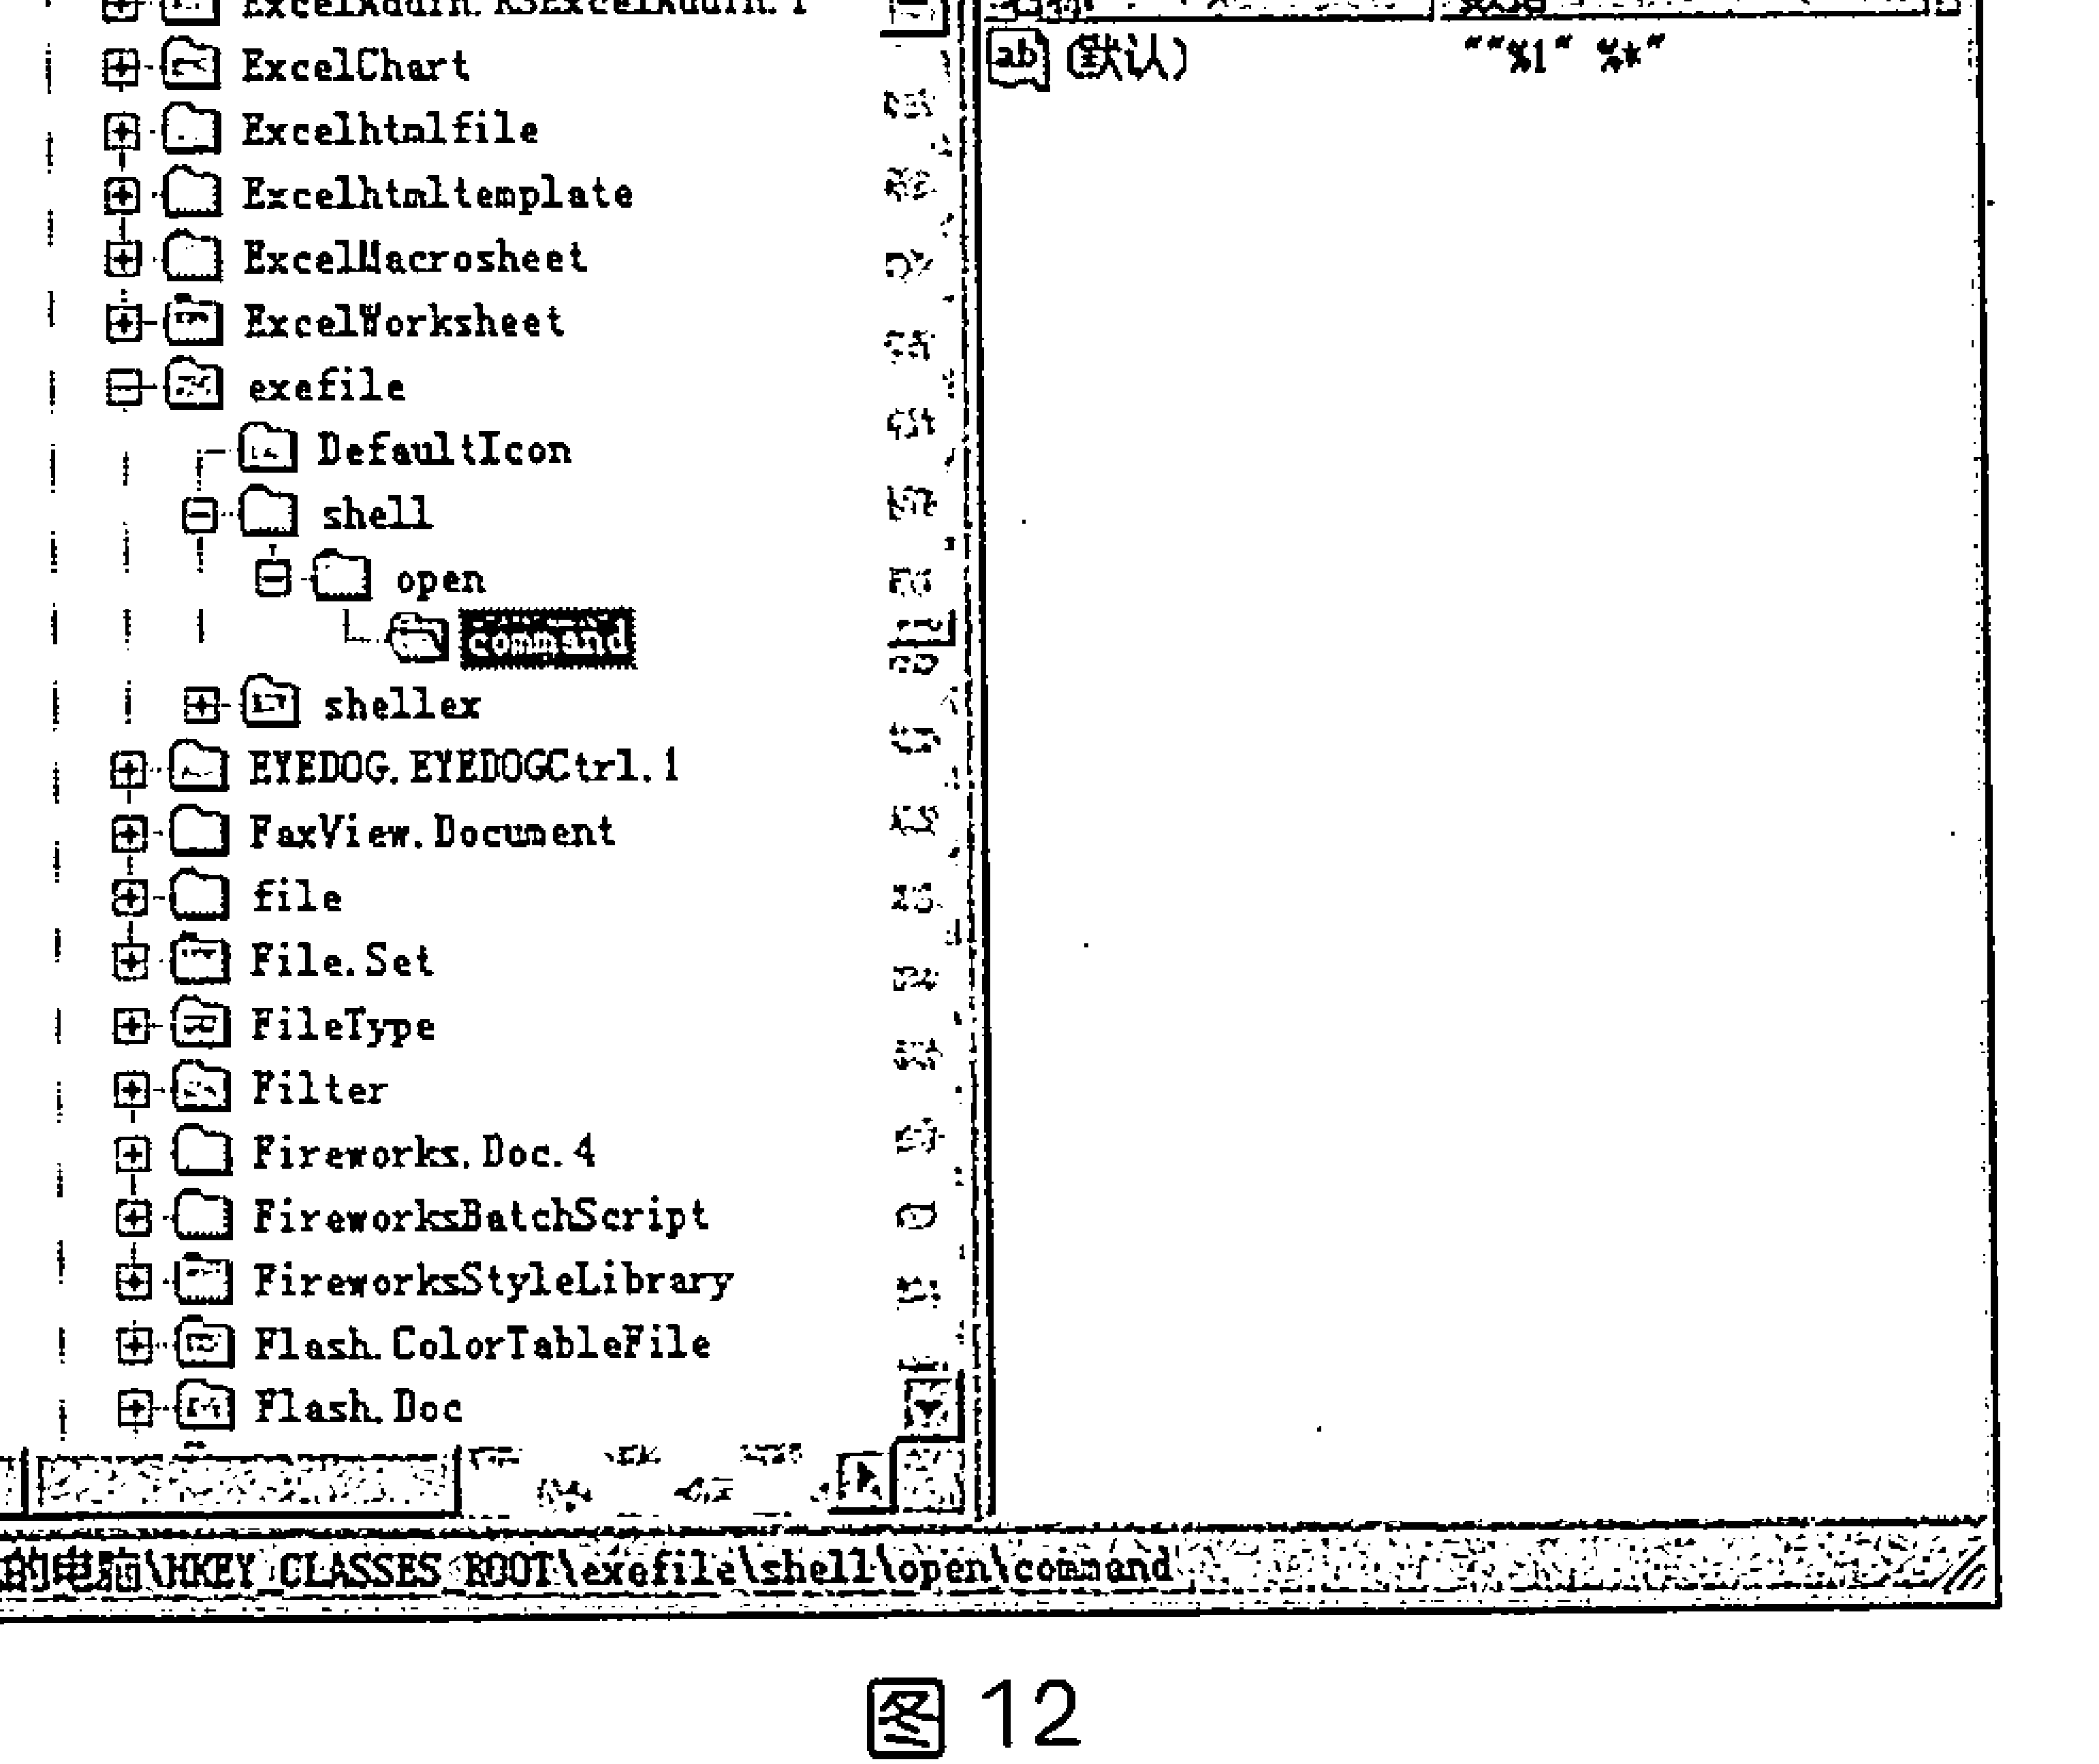 ExcelChart
Excelhtmlfile
Excelhtmltemplate
ExcelMacrosheet
ExcelWorksheet
exefile
DefaultIcon
shell
open
command
shellex
EYEDOG.EYEDOGCtrl.1
FaxView.Document
file
File.Set
FileType
Filter
Fireworks.Doc.4
FireworksBatchScript
FireworksStyleLibrary
Flash.ColorTableFile
Flash.Doc
ab (默认) ""%1" %*"
的电脑\HKEY_CLASSES_ROOT\exefile\shell\open\command
图 12